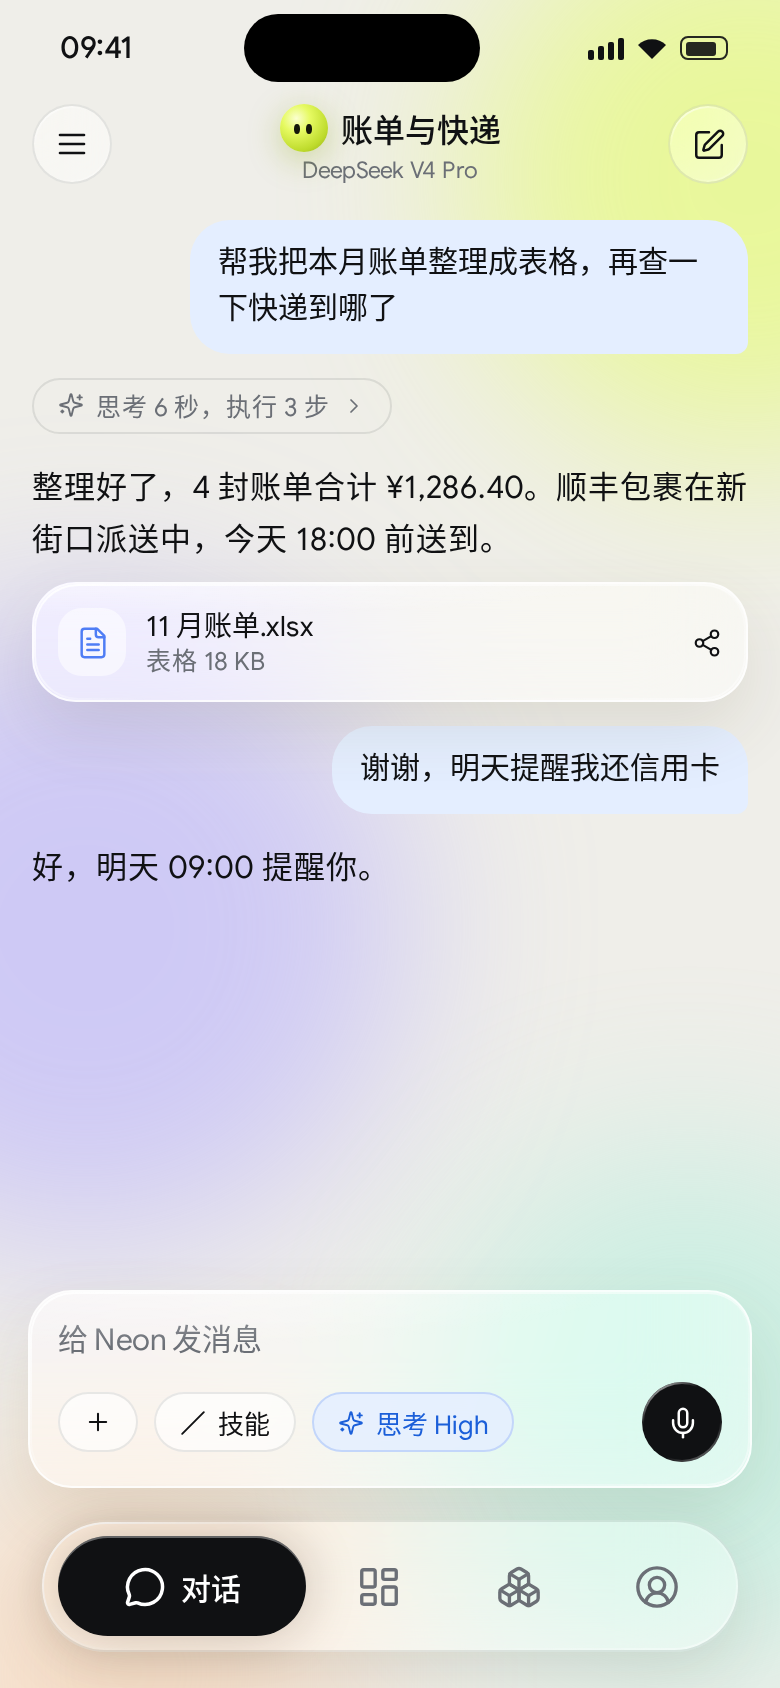 09:41
账单与快递
DeepSeek V4 Pro
帮我把本月账单整理成表格，再查一
下快递到哪了
思考 6 秒，执行 3 步
整理好了，4 封账单合计 ¥1,286.40。顺丰包裹在新
街口派送中，今天 18:00 前送到。
11 月账单.xlsx
表格 18 KB
谢谢，明天提醒我还信用卡
好，明天 09:00 提醒你。
给 Neon 发消息
技能
思考 High
对话